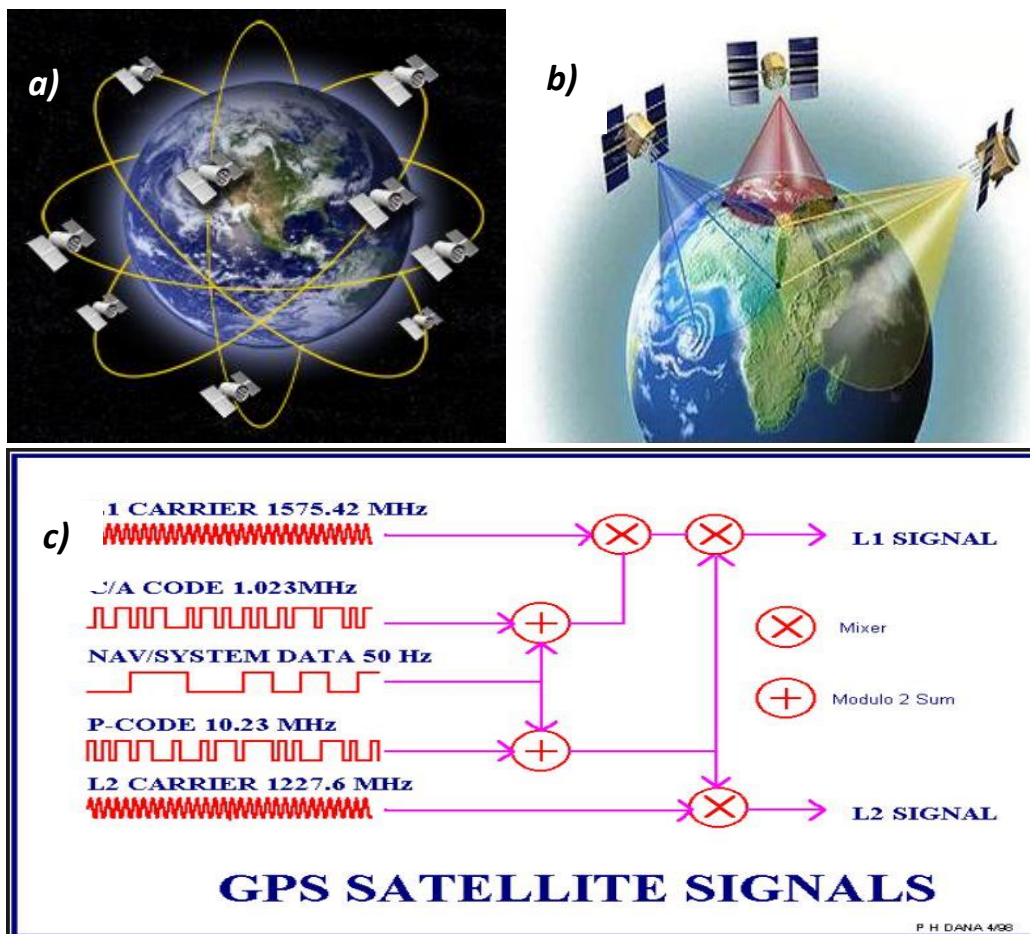 a)
b)
c)
1 CARRIER 1575.42 MHz
L1 SIGNAL
/A CODE 1.023MHz
Mixer
NAV/SYSTEM DATA 50 Hz
Modulo 2 Sum
P-CODE 10.23 MHz
L2 CARRIER 1227.6 MHz
L2 SIGNAL
GPS SATELLITE SIGNALS
P H DANA 4/98